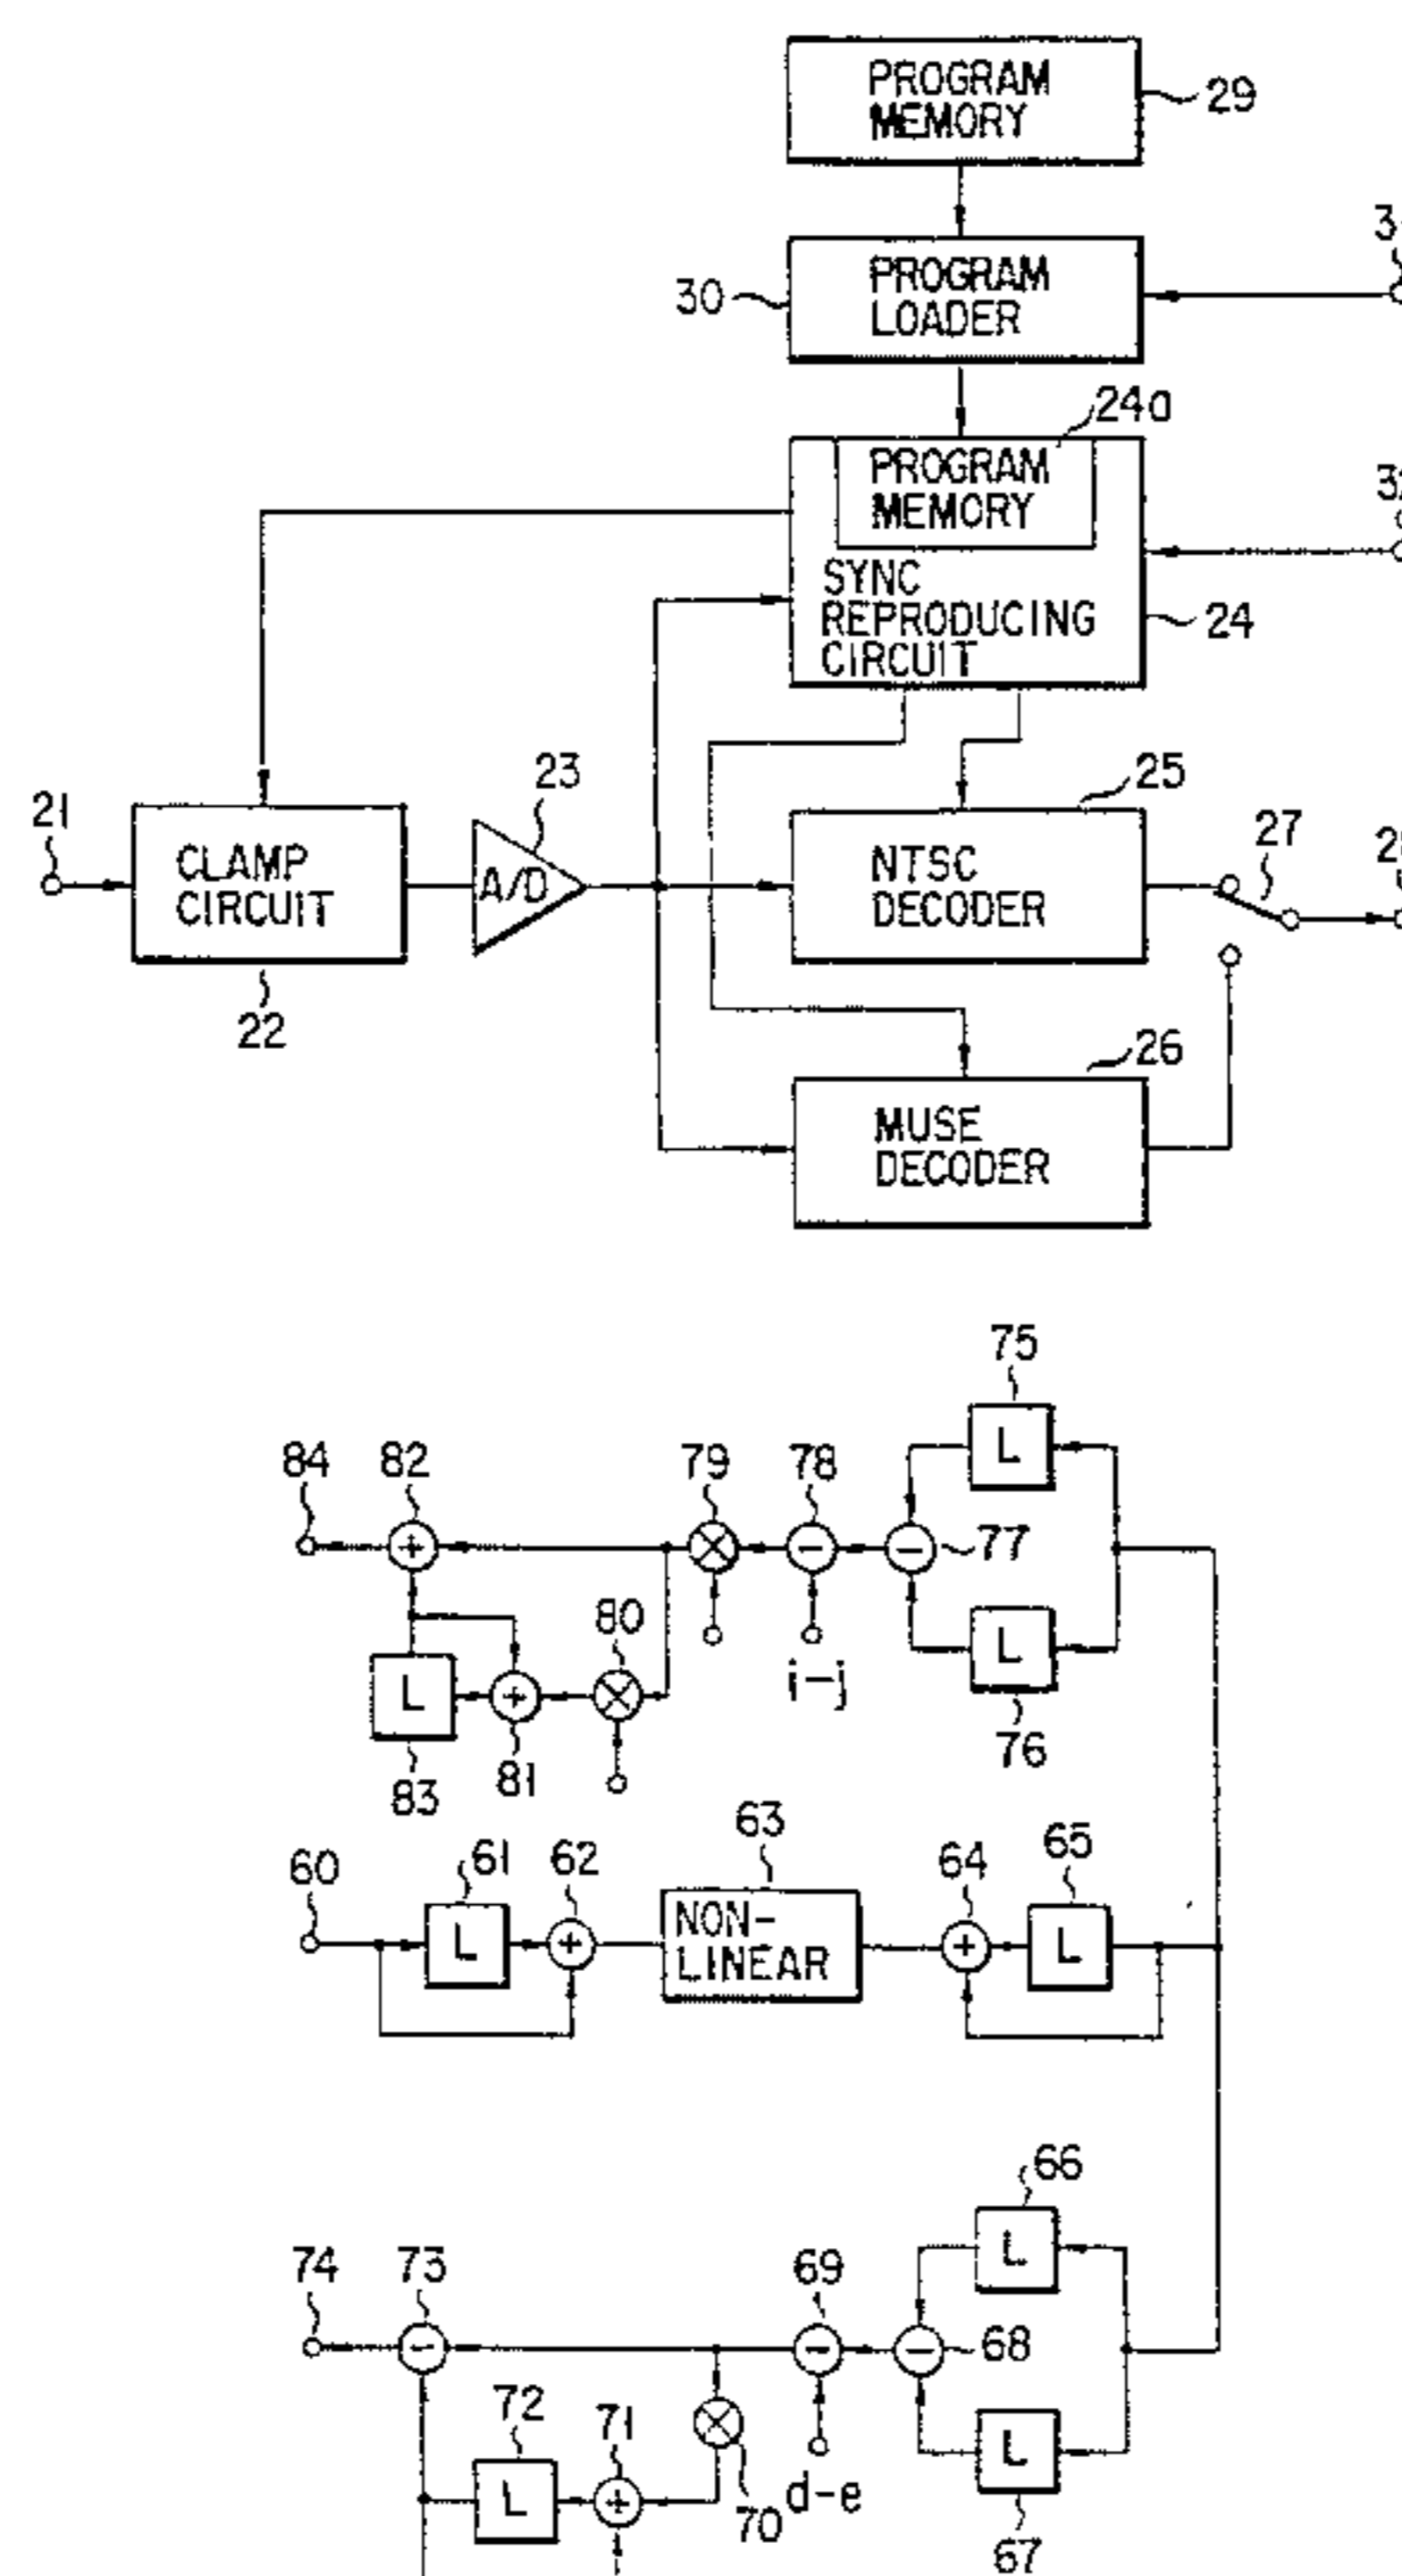 PROGRAM
MEMORY
29
30
PROGRAM
LOADER
24a
PROGRAM
MEMORY
SYNC
REPRODUCING
CIRCUIT
24
21
CLAMP
CIRCUIT
22
23
A/D
25
NTSC
DECODER
27
26
MUSE
DECODER
75
L
84
82
79
78
+
×
−
−
77
80
L
76
L
+
×
i-j
83
81
60
61
62
63
64
65
L
+
NON-
LINEAR
+
L
66
L
74
73
69
−
−
−
68
72
71
×
L
+
70
d-e
L
67